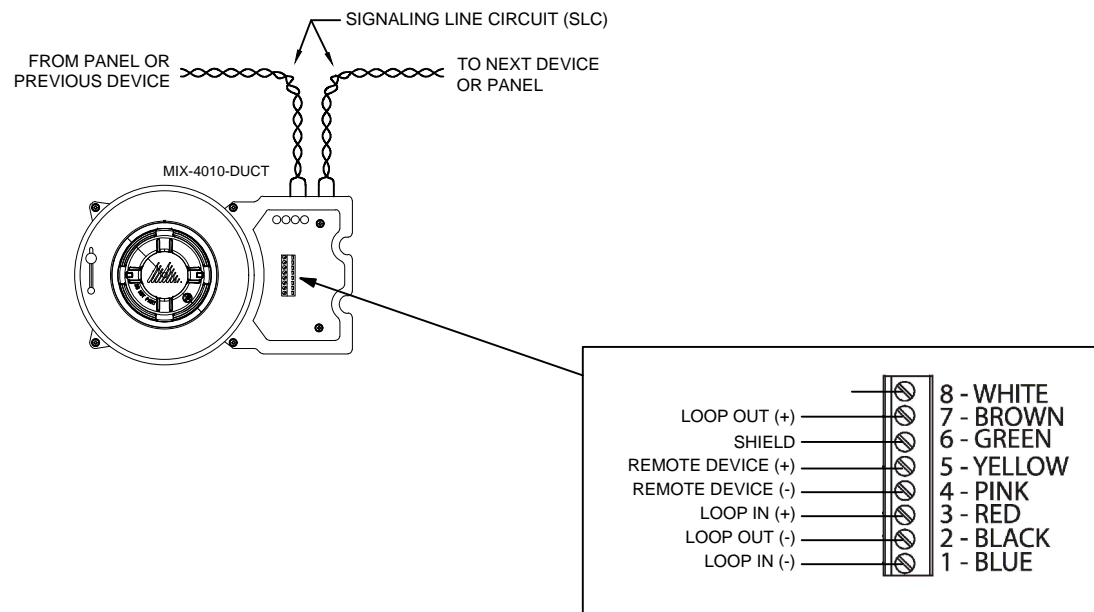 SIGNALING LINE CIRCUIT (SLC)
FROM PANEL OR
PREVIOUS DEVICE
TO NEXT DEVICE
OR PANEL
MIX-4010-DUCT
8 - WHITE
LOOP OUT (+) 7 - BROWN
SHIELD 6 - GREEN
REMOTE DEVICE (+) 5 - YELLOW
REMOTE DEVICE (-) 4 - PINK
LOOP IN (+) 3 - RED
LOOP OUT (-) 2 - BLACK
LOOP IN (-) 1 - BLUE